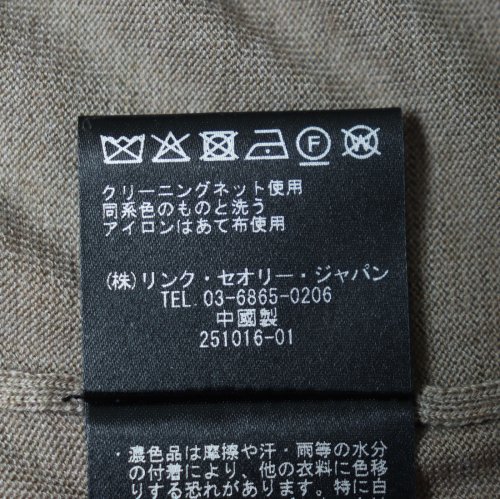 クリーニングネット使用
同系色のものと洗う
アイロンはあて布使用
(株)リンク・セオリー・ジャパン
TEL. 03-6865-0206
中國製
251016-01
・濃色品は摩擦や汗・雨等の水分
の付着により、他の衣料に色移
りする恐れがあります。特に白